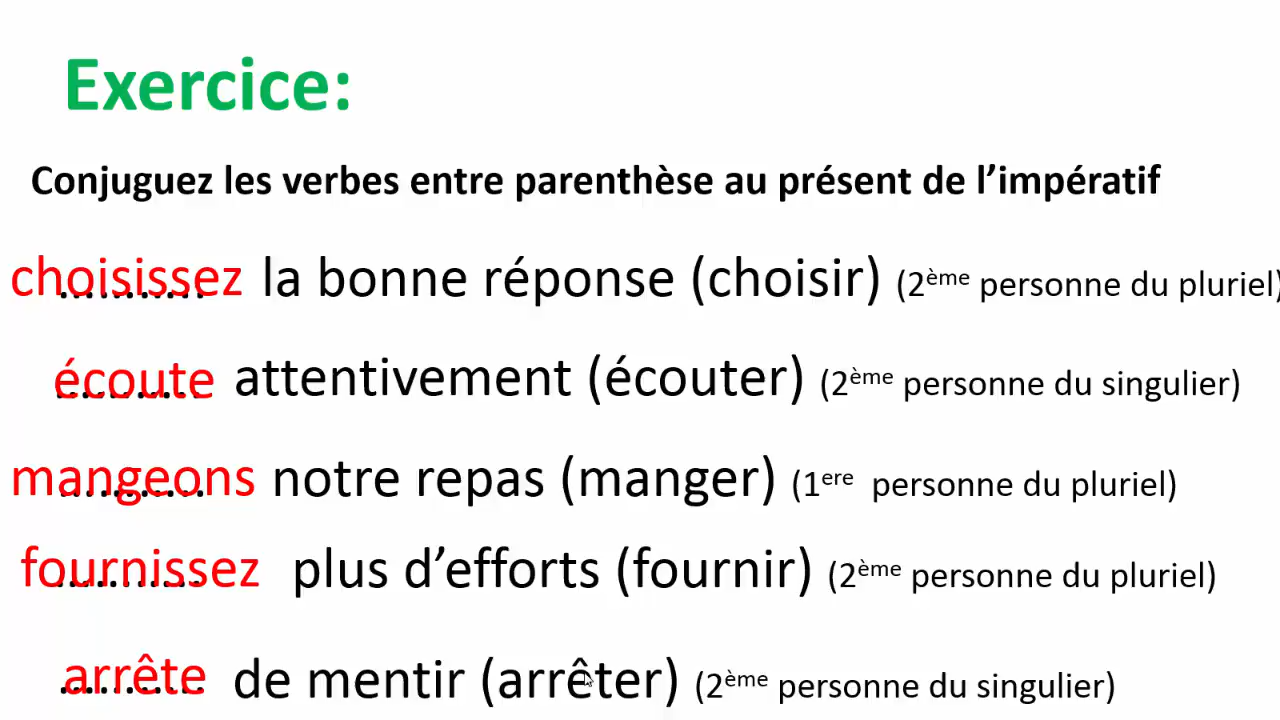 Exercice:
Conjuguez les verbes entre parenthèse au présent de l’impératif
choisissez la bonne réponse (choisir) (2ème personne du pluriel)
écoute attentivement (écouter) (2ème personne du singulier)
mangeons notre repas (manger) (1ere personne du pluriel)
fournissez plus d’efforts (fournir) (2ème personne du pluriel)
arrête de mentir (arrêter) (2ème personne du singulier)